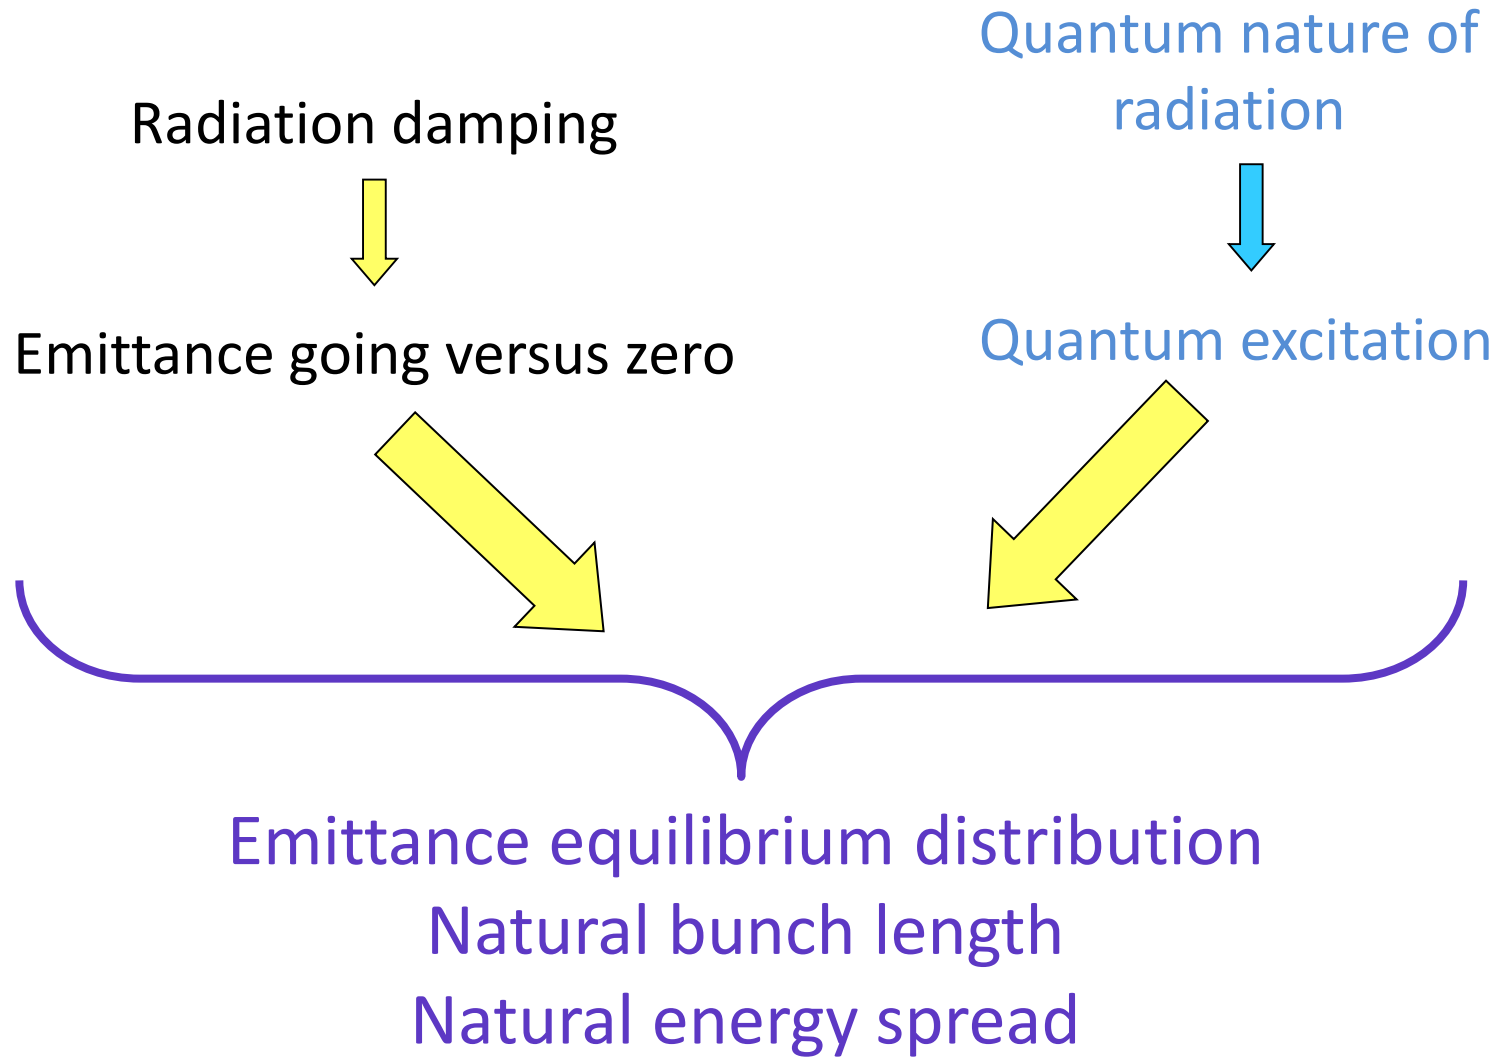 Radiation damping
Emittance going versus zero
Quantum nature of
radiation
Quantum excitation
Emittance equilibrium distribution
Natural bunch length
Natural energy spread